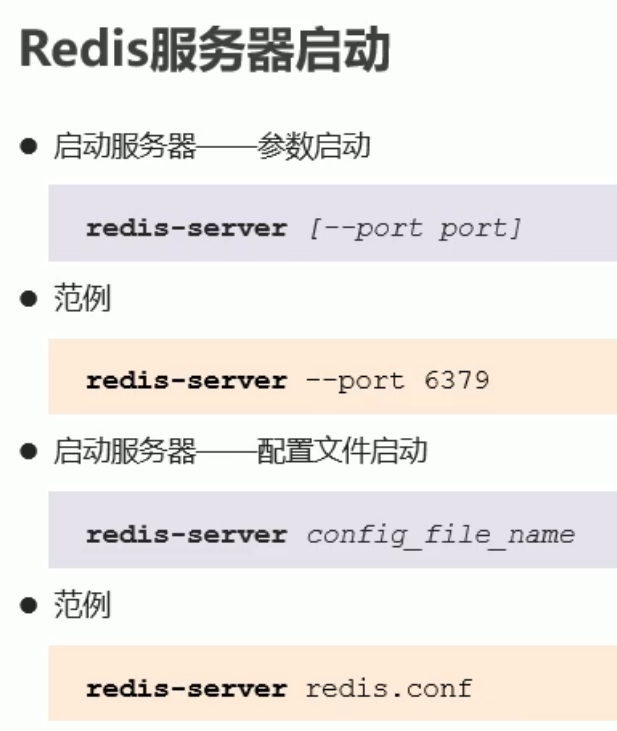 Redis服务器启动
● 启动服务器——参数启动
redis-server [--port port]
● 范例
redis-server --port 6379
● 启动服务器——配置文件启动
redis-server config_file_name
● 范例
redis-server redis.conf